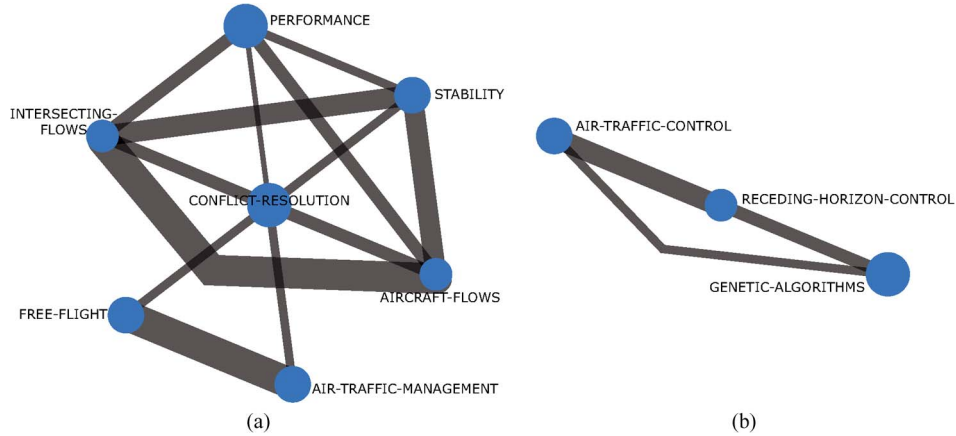 PERFORMANCE
STABILITY
INTERSECTING-
FLOWS
CONFLICT-RESOLUTION
AIRCRAFT-FLOWS
FREE-FLIGHT
AIR-TRAFFIC-MANAGEMENT
(a)
AIR-TRAFFIC-CONTROL
RECEDING-HORIZON-CONTROL
GENETIC-ALGORITHMS
(b)